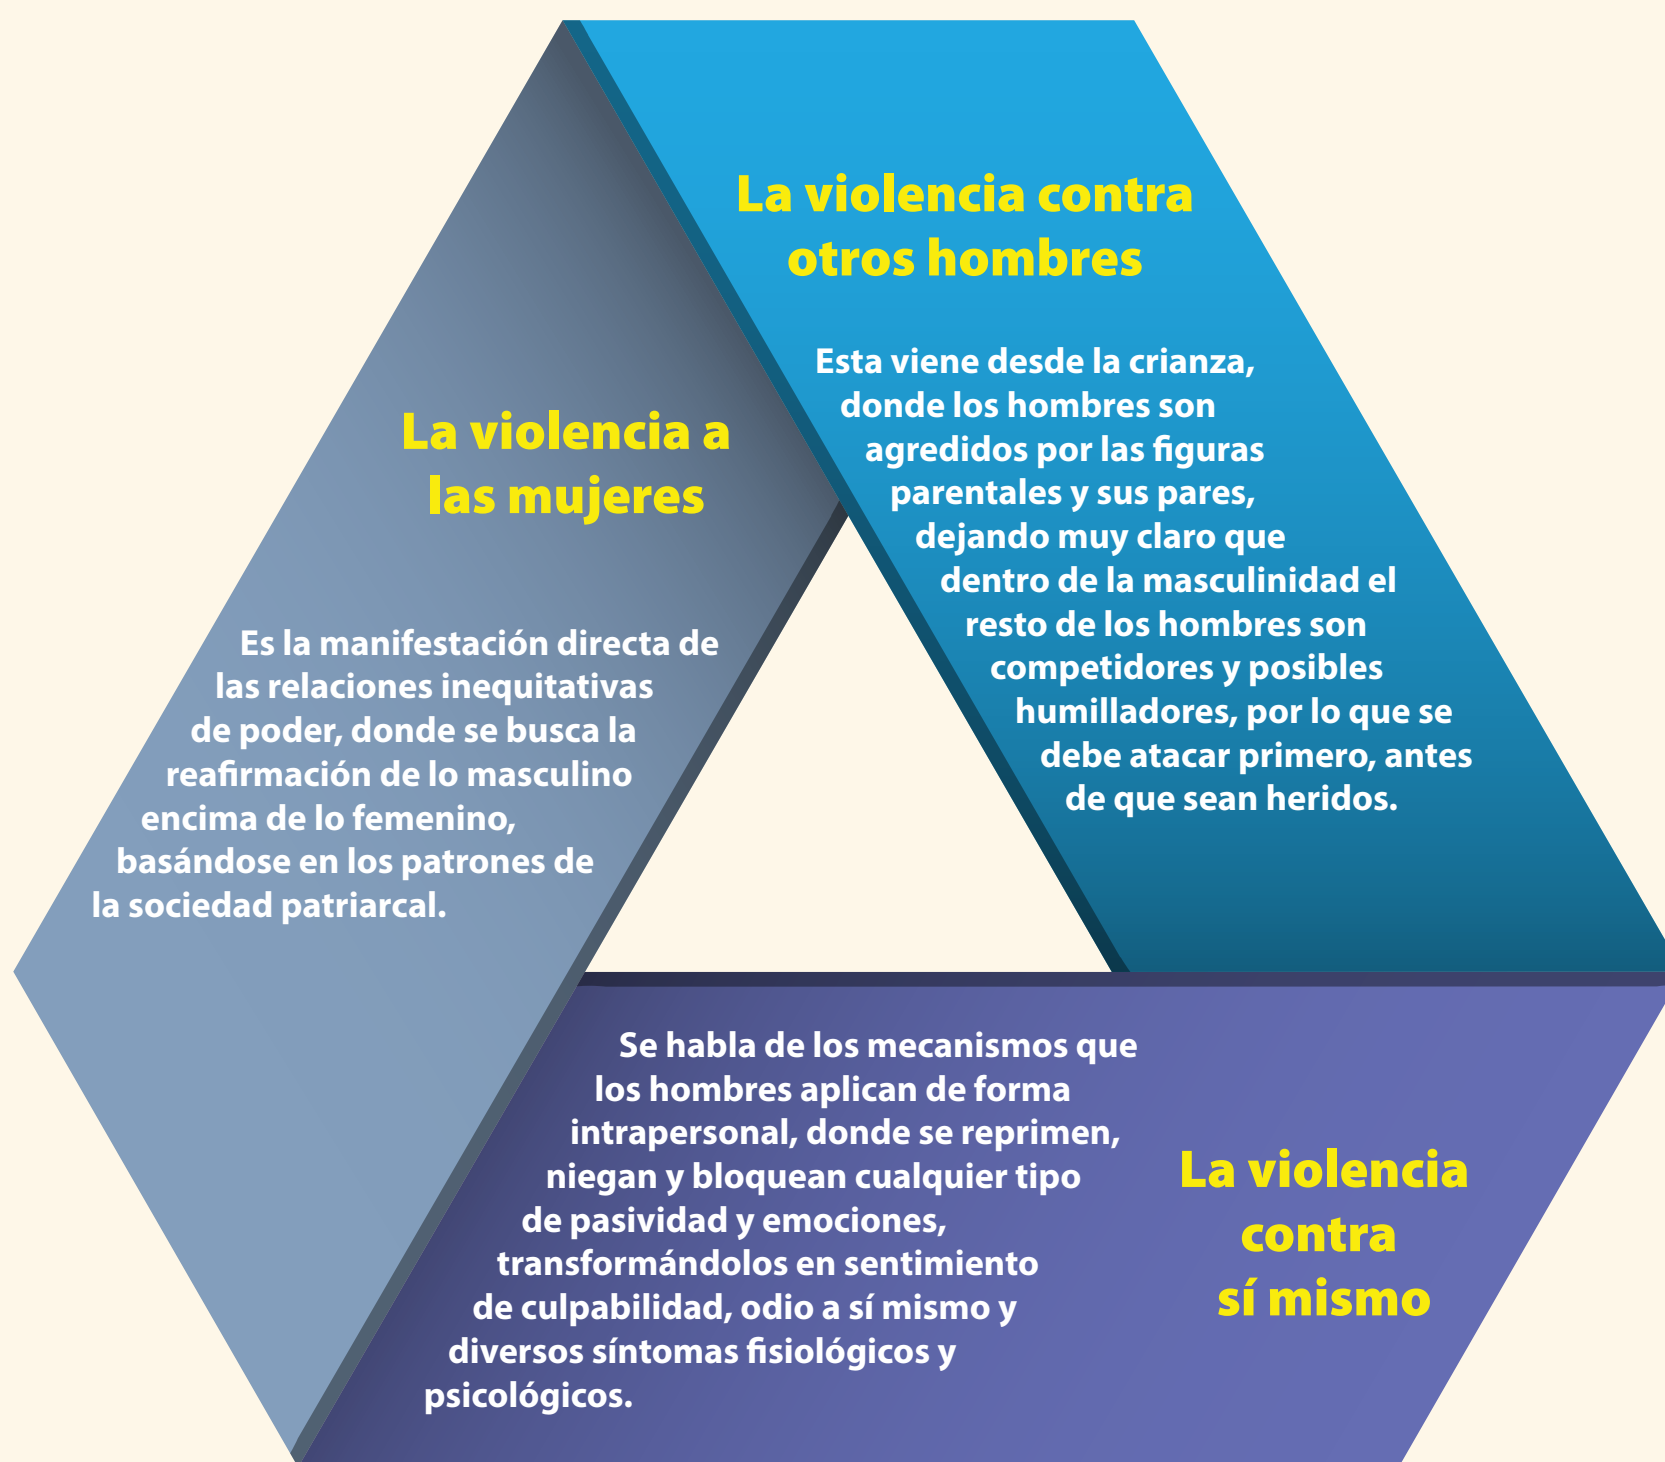 La violencia contra
otros hombres
Esta viene desde la crianza,
donde los hombres son
agredidos por las figuras
parentales y sus pares,
dejando muy claro que
dentro de la masculinidad el
resto de los hombres son
competidores y posibles
humilladores, por lo que se
debe atacar primero, antes
de que sean heridos.
La violencia a
las mujeres
Es la manifestación directa de
las relaciones inequitativas
de poder, donde se busca la
reafirmación de lo masculino
encima de lo femenino,
basándose en los patrones de
la sociedad patriarcal.
La violencia
contra
sí mismo
Se habla de los mecanismos que
los hombres aplican de forma
intrapersonal, donde se reprimen,
niegan y bloquean cualquier tipo
de pasividad y emociones,
transformándolos en sentimiento
de culpabilidad, odio a sí mismo y
diversos síntomas fisiológicos y
psicológicos.